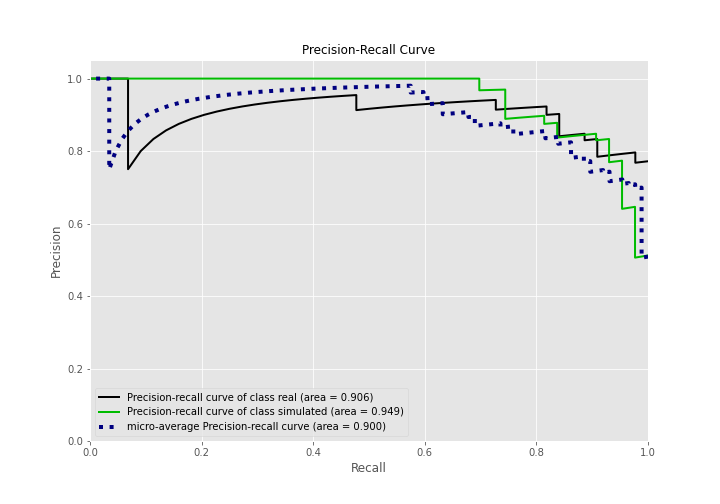 Precision-Recall Curve
1.0
0.8
0.6
0.4
0.2
0.0
Precision
Precision-recall curve of class real (area = 0.906)
Precision-recall curve of class simulated (area = 0.949)
micro-average Precision-recall curve (area = 0.900)
0.0 0.2 0.4 0.6 0.8 1.0
Recall